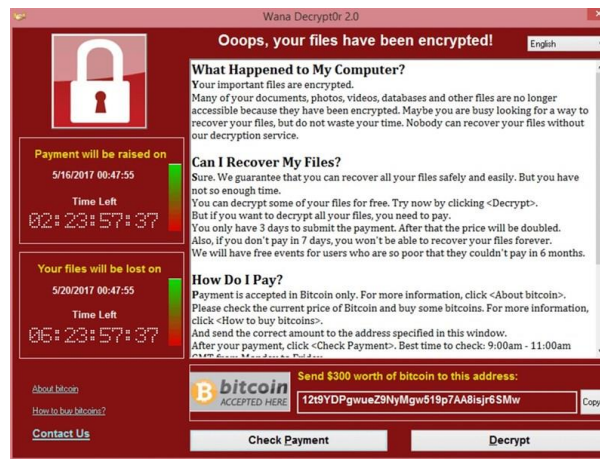 Wana Decrypt0r 2.0
Ooops, your files have been encrypted!
English
What Happened to My Computer?
Your important files are encrypted.
Many of your documents, photos, videos, databases and other files are no longer
accessible because they have been encrypted. Maybe you are busy looking for a way to
recover your files, but do not waste your time. Nobody can recover your files without
our decryption service.
Can I Recover My Files?
Sure. We guarantee that you can recover all your files safely and easily. But you have
not so enough time.
You can decrypt some of your files for free. Try now by clicking <Decrypt>.
But if you want to decrypt all your files, you need to pay.
You only have 3 days to submit the payment. After that the price will be doubled.
Also, if you don't pay in 7 days, you won't be able to recover your files forever.
We will have free events for users who are so poor that they couldn't pay in 6 months.
How Do I Pay?
Payment is accepted in Bitcoin only. For more information, click <About bitcoin>.
Please check the current price of Bitcoin and buy some bitcoins. For more information,
click <How to buy bitcoins>.
And send the correct amount to the address specified in this window.
After your payment, click <Check Payment>. Best time to check: 9:00am - 11:00am
GMT from Monday to Friday
Payment will be raised on
5/16/2017 00:47:55
Time Left
02:23:57:37
Your files will be lost on
5/20/2017 00:47:55
Time Left
06:23:57:37
About bitcoin
How to buy bitcoins?
Contact Us
bitcoin
ACCEPTED HERE
Send $300 worth of bitcoin to this address:
12t9YDPgwueZ9NyMgw519p7AA8isjr6SMw
Copy
Check Payment
Decrypt